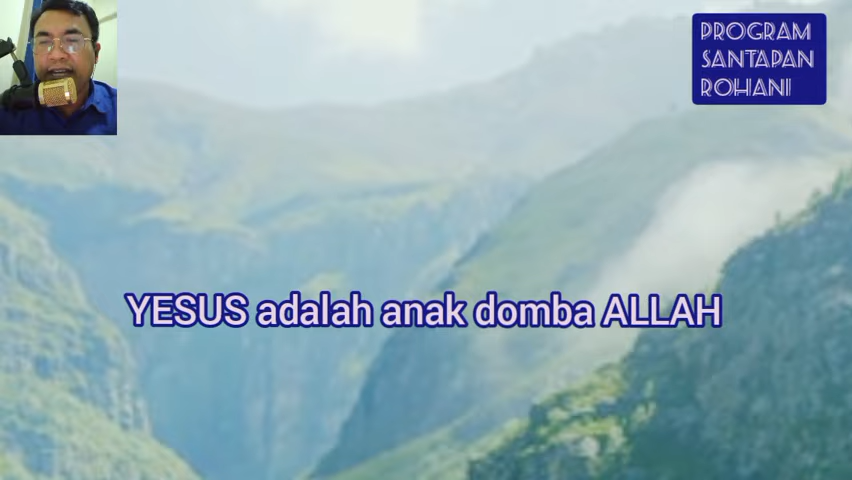 PROGRAM
SANTAPAN
ROHANI
YESUS adalah anak domba ALLAH